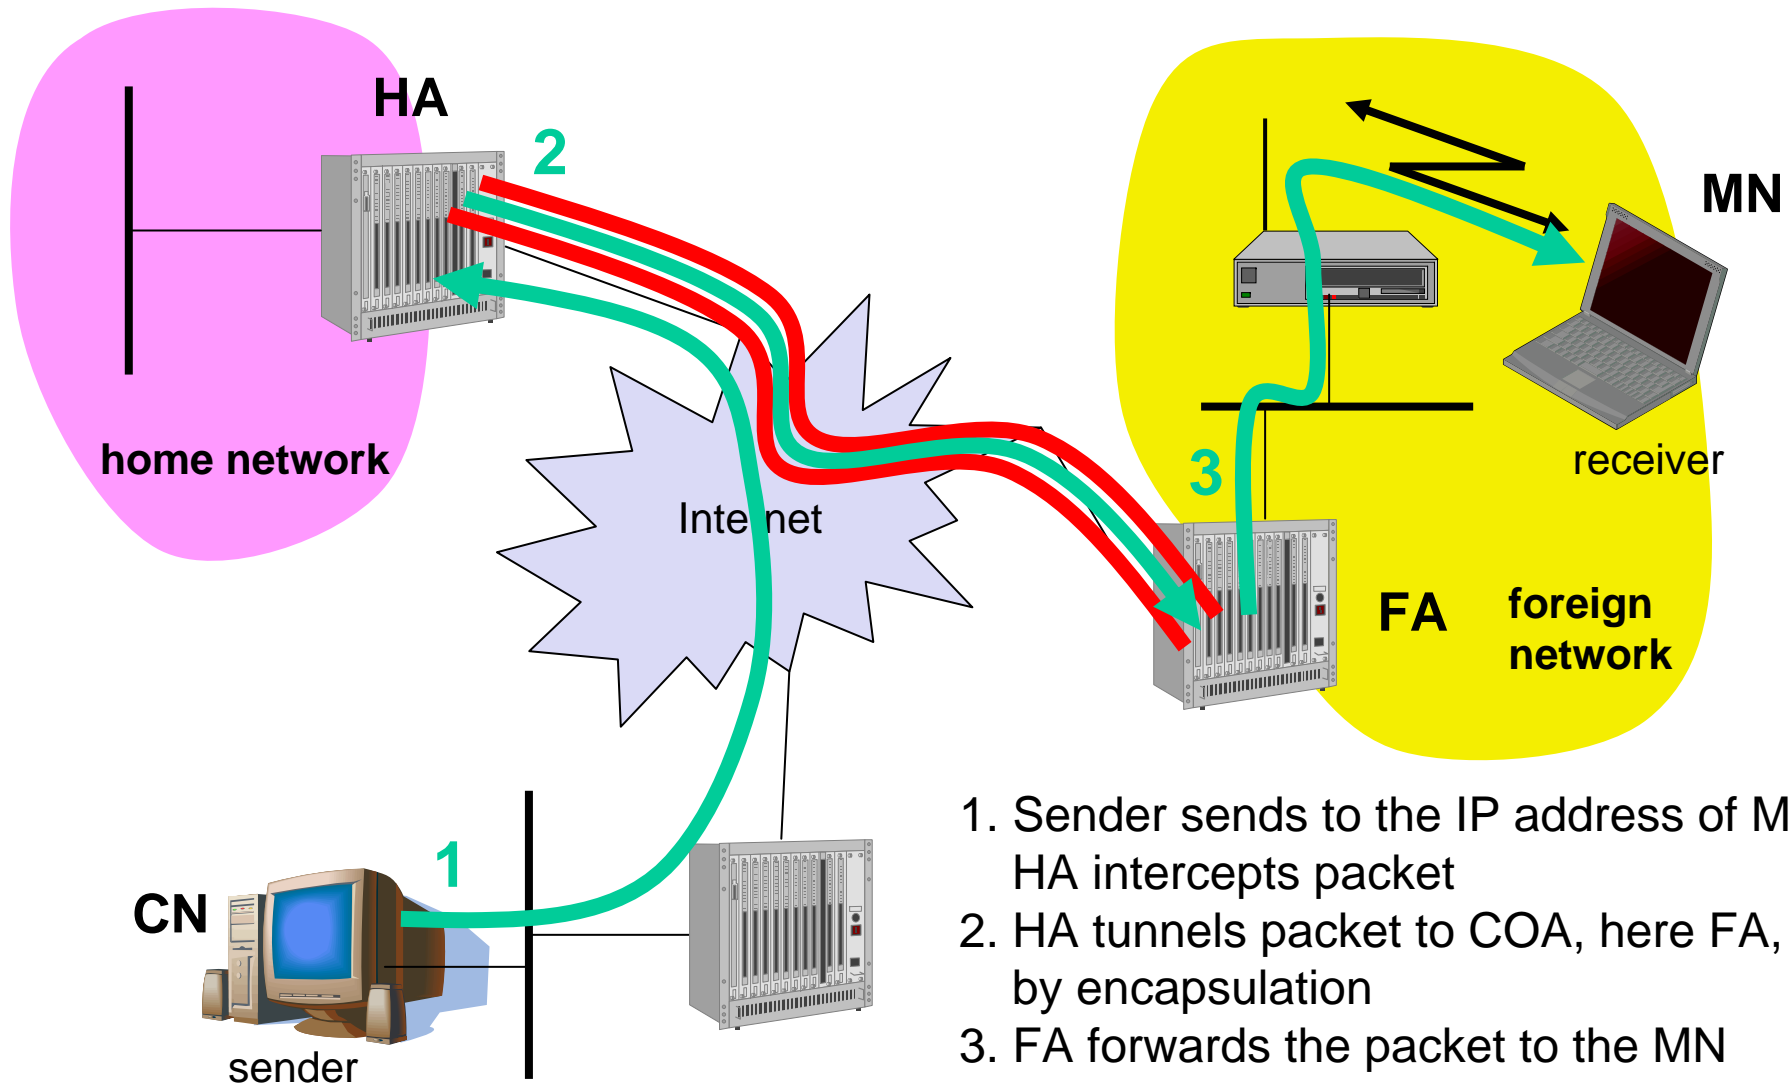 HA
2
MN
home network
Internet
3
receiver
FA
foreign
network
1
CN
sender
1. Sender sends to the IP address of M
HA intercepts packet
2. HA tunnels packet to COA, here FA,
by encapsulation
3. FA forwards the packet to the MN